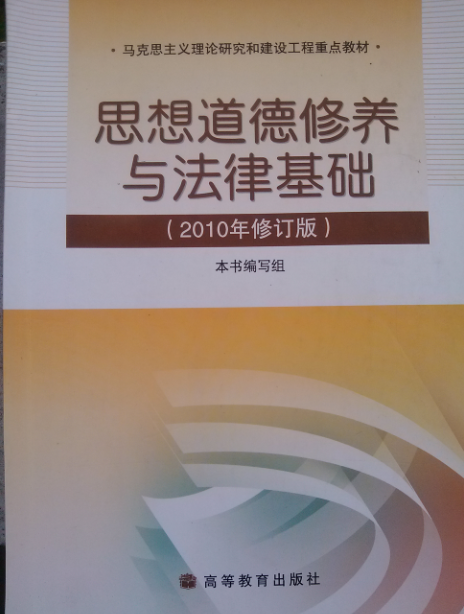 ·马克思主义理论研究和建设工程重点教材·
思想道德修养
与法律基础
(2010年修订版)
本书编写组
高等教育出版社